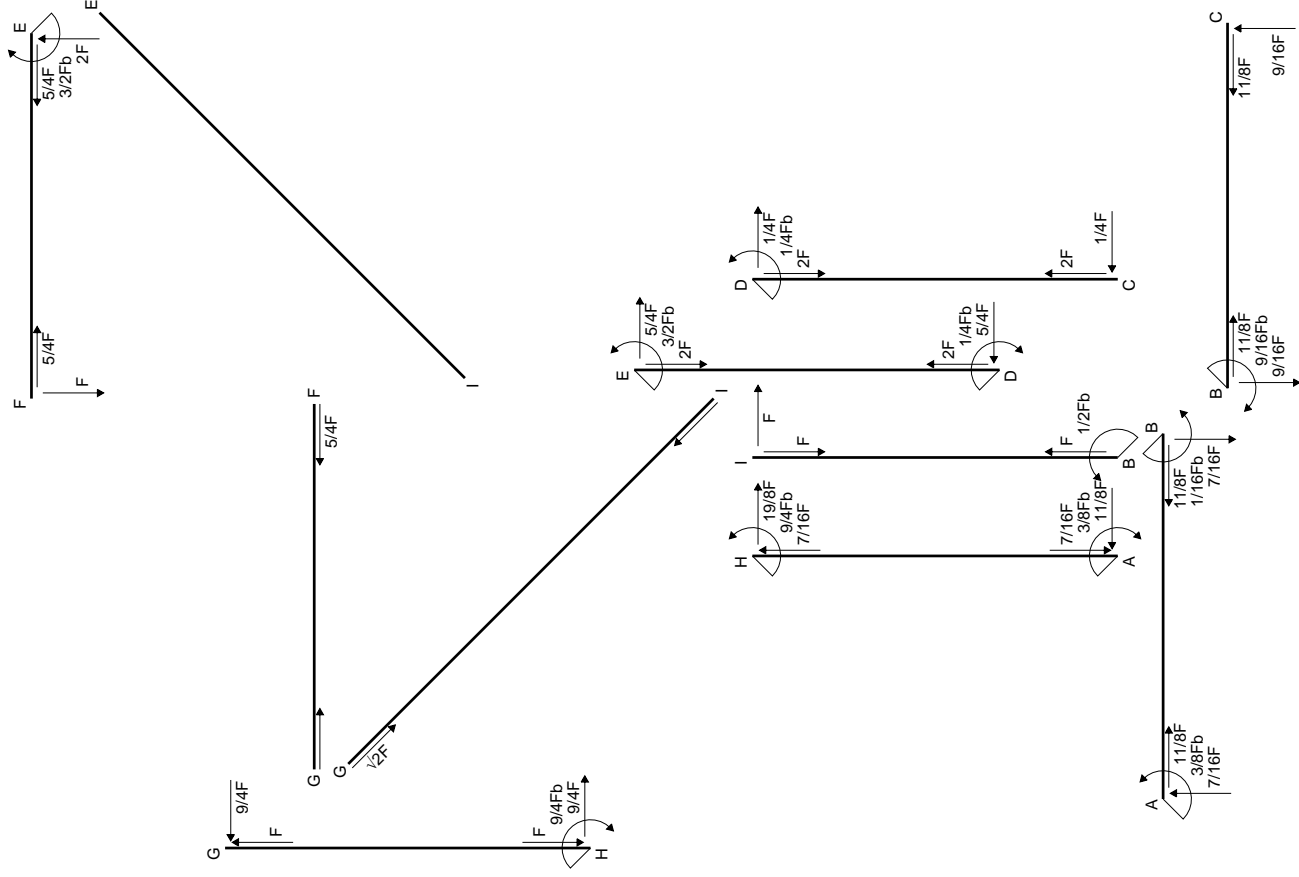 F
5/4F
F
E
5/4F
3/2Fb
2F
E
I
G
F
5/4F
G
√2F
I
G
9/4F
F
F
9/4Fb
9/4F
H
E
5/4F
3/2Fb
2F
2F
1/4Fb
5/4F
D
D
1/4F
1/4Fb
2F
2F
1/4F
C
I
F
F
F
1/2Fb
B
H
19/8F
9/4Fb
7/16F
7/16F
3/8Fb
11/8F
A
A
11/8F
3/8Fb
7/16F
B
11/8F
1/16Fb
7/16F
B
11/8F
9/16Fb
9/16F
C
11/8F
9/16F